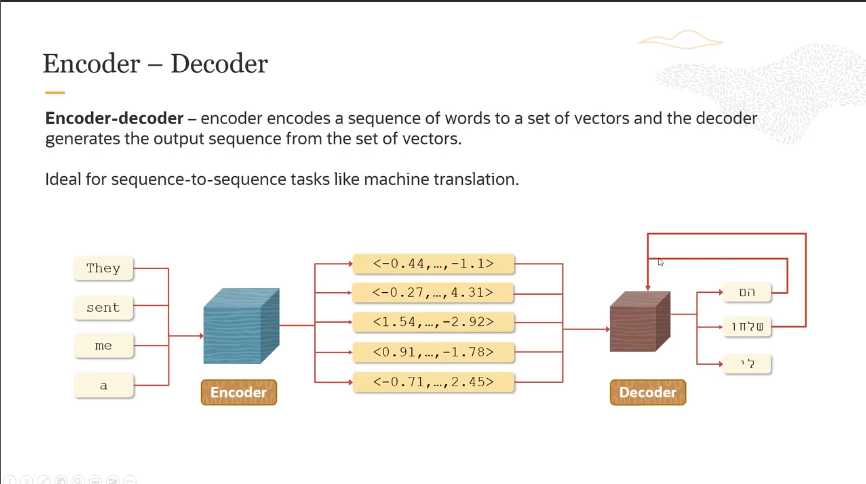 Encoder – Decoder
Encoder-decoder – encoder encodes a sequence of words to a set of vectors and the decoder
generates the output sequence from the set of vectors.
Ideal for sequence-to-sequence tasks like machine translation.
They
sent
me
a
Encoder
<-0.44,…,-1.1>
<-0.27,…,4.31>
<1.54,…,-2.92>
<0.91,…,-1.78>
<-0.71,…,2.45>
Decoder
הם
שלחו
לי